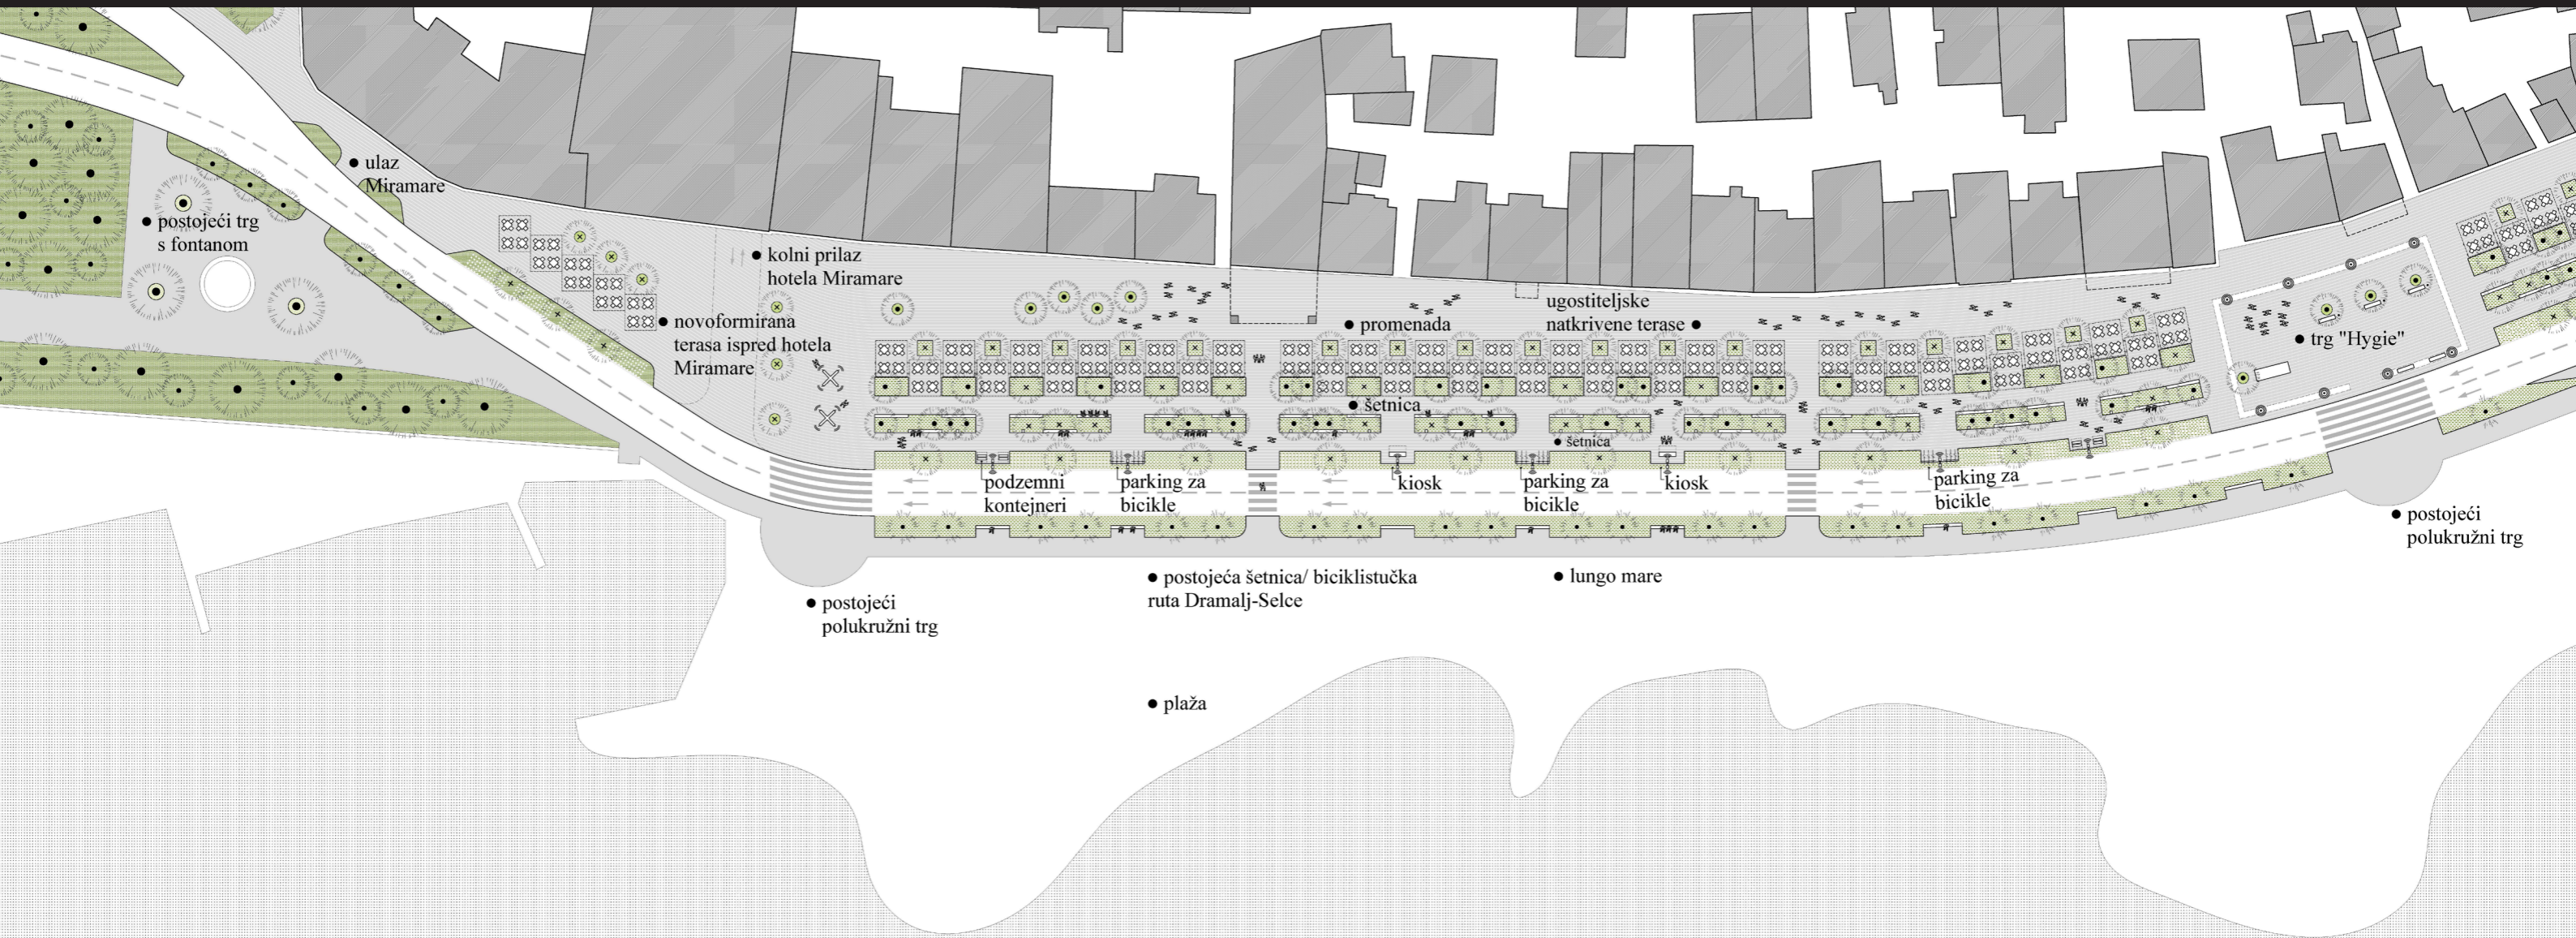 ● ulaz
Miramare
● postojeći trg
s fontanom
● kolni prilaz
hotela Miramare
● novoformirana
terasa ispred hotela
Miramare
● promenada
ugostiteljske
natkrivene terase ●
● trg "Hygie"
● šetnica
● šetnica
podzemni
kontejneri
parking za
bicikle
kiosk
parking za
bicikle
kiosk
parking za
bicikle
● postojeći
polukružni trg
● postojeća šetnica/ biciklistučka
ruta Dramalj-Selce
● lungo mare
● postojeći
polukružni trg
● plaža